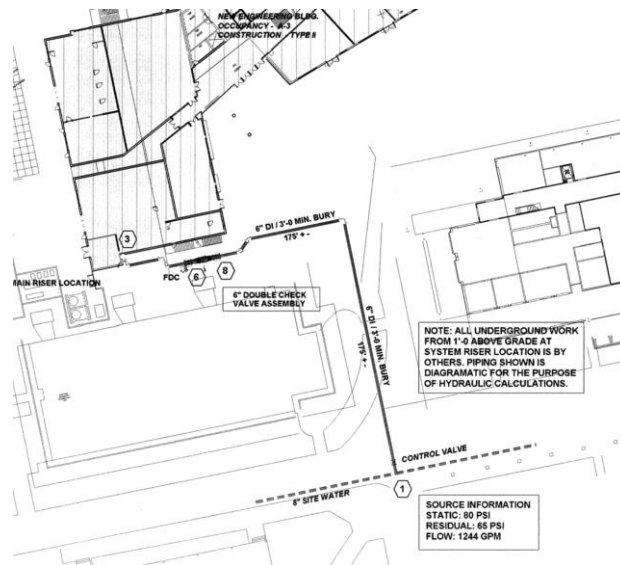 NEW ENGINEERING BLDG.
OCCUPANCY - A-3
CONSTRUCTION TYPE II
3
6" DI / 3'-0 MIN. BURY
175' + -
8
6
FDC
MAIN RISER LOCATION
6" DOUBLE CHECK
VALVE ASSEMBLY
6" DI / 3'-0 MIN. BURY
175' + -
NOTE: ALL UNDERGROUND WORK
FROM 1'-0 ABOVE GRADE AT
SYSTEM RISER LOCATION IS BY
OTHERS. PIPING SHOWN IS
DIAGRAMATIC FOR THE PURPOSE
OF HYDRAULIC CALCULATIONS.
CONTROL VALVE
8" SITE WATER
1
SOURCE INFORMATION
STATIC: 80 PSI
RESIDUAL: 65 PSI
FLOW: 1244 GPM